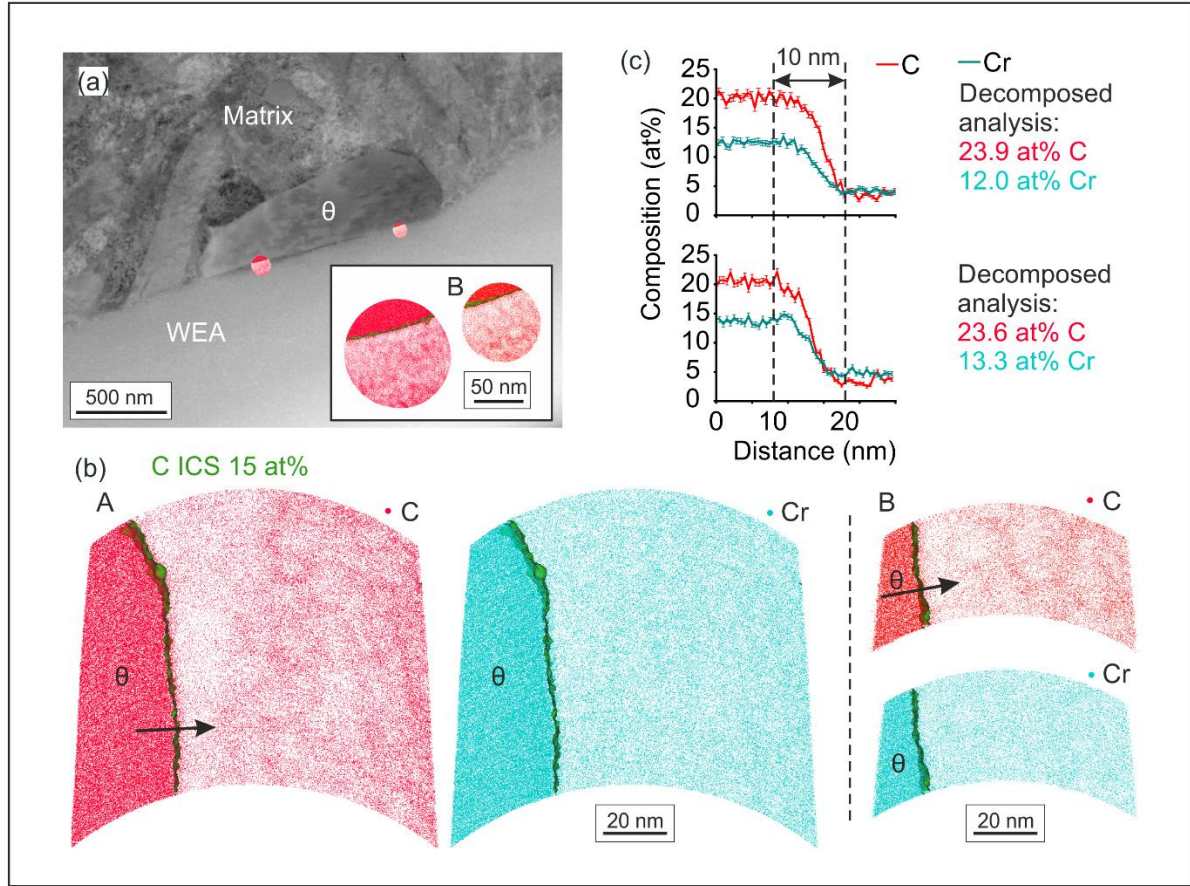 (a)
Matrix
θ
WEA
B
50 nm
500 nm
(c)
10 nm
C
Cr
Decomposed
analysis:
23.9 at% C
12.0 at% Cr
25
20
15
10
5
0
Composition (at%)
25
20
15
10
5
0
0
10
20
Distance (nm)
Decomposed
analysis:
23.6 at% C
13.3 at% Cr
(b)
C ICS 15 at%
A
C
θ
Cr
θ
20 nm
B
C
θ
Cr
θ
20 nm